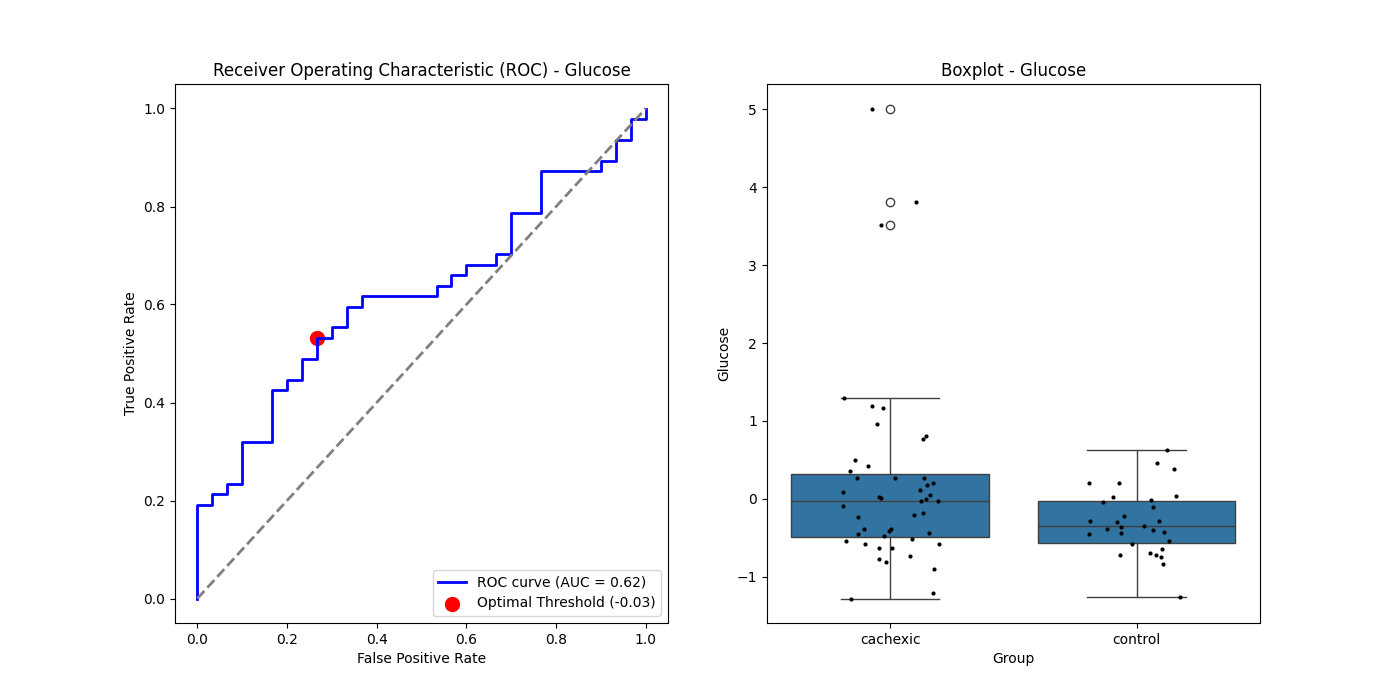 Receiver Operating Characteristic (ROC) - Glucose
True Positive Rate
1.0
0.8
0.6
0.4
0.2
0.0
ROC curve (AUC = 0.62)
Optimal Threshold (-0.03)
0.0 0.2 0.4 0.6 0.8 1.0
False Positive Rate
Boxplot - Glucose
Glucose
5
4
3
2
1
0
−1
cachexic control
Group